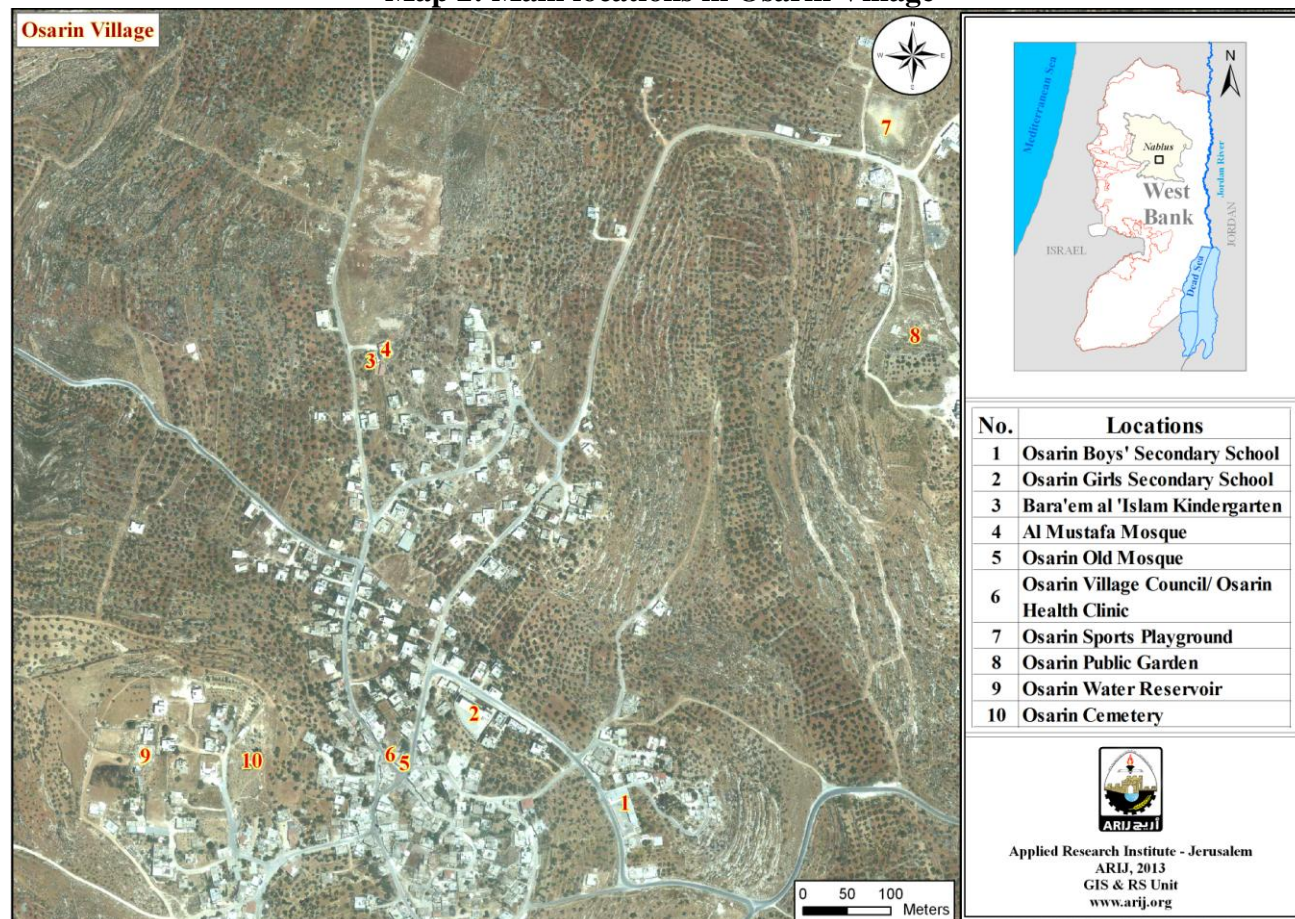 Map 2: Main locations in Osarin Village
Osarin Village
N
W
E
S
7
8
4
3
2
6
5
9
10
1
0 50 100
Meters
N
Mediterranean Sea
Nablus
West
Bank
Jordan River
JORDAN
ISRAEL
Dead Sea
No. Locations
1 Osarin Boys' Secondary School
2 Osarin Girls Secondary School
3 Bara'em al 'Islam Kindergarten
4 Al Mustafa Mosque
5 Osarin Old Mosque
6 Osarin Village Council/ Osarin
Health Clinic
7 Osarin Sports Playground
8 Osarin Public Garden
9 Osarin Water Reservoir
10 Osarin Cemetery
ARIJ أريج
Applied Research Institute - Jerusalem
ARIJ, 2013
GIS & RS Unit
www.arij.org